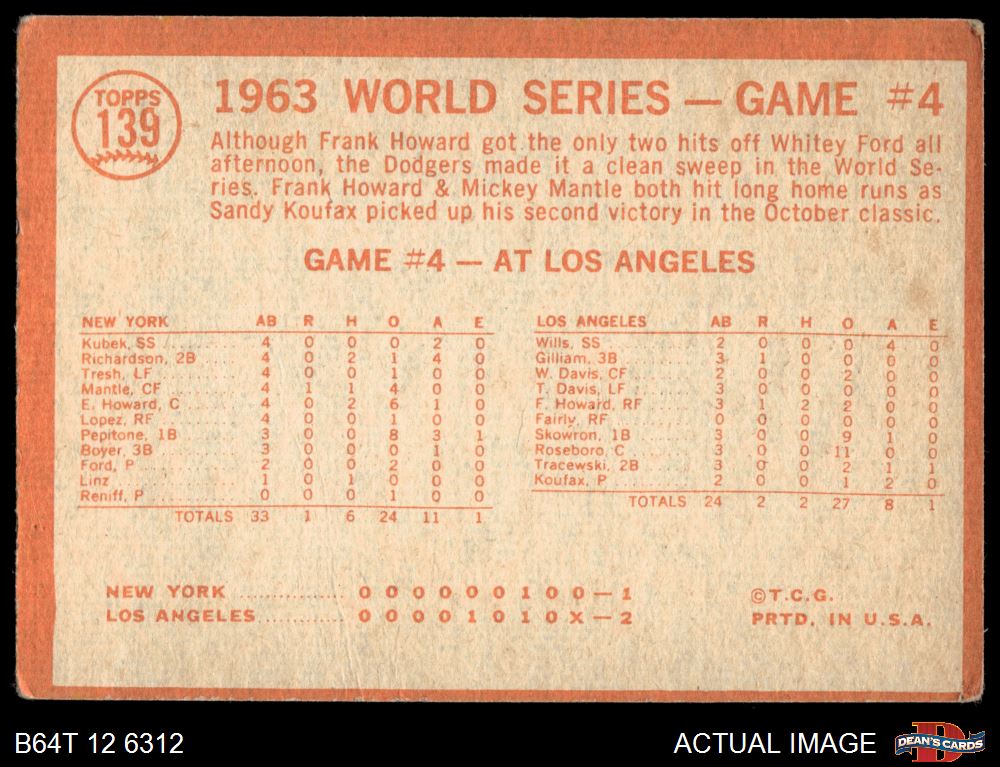 TOPPS
139
1963 WORLD SERIES — GAME #4
Although Frank Howard got the only two hits off Whitey Ford all
afternoon, the Dodgers made it a clean sweep in the World Se-
ries. Frank Howard & Mickey Mantle both hit long home runs as
Sandy Koufax picked up his second victory in the October classic.
GAME #4 — AT LOS ANGELES
NEW YORK AB R H O A E
Kubek, SS 4 0 0 0 2 0
Richardson, 2B 4 0 2 1 4 0
Tresh, LF 4 0 0 1 0 0
Mantle, CF 4 1 1 4 0 0
E. Howard, C 4 0 2 6 1 0
Lopez, RF 4 0 0 1 0 0
Pepitone, 1B 3 0 0 8 3 1
Boyer, 3B 3 0 0 0 1 0
Ford, P 2 0 0 2 0 0
Linz 1 0 1 0 0 0
Reniff, P 0 0 0 1 0 0
TOTALS 33 1 6 24 11 1
LOS ANGELES AB R H O A E
Wills, SS 2 0 0 0 4 0
Gilliam, 3B 3 1 0 0 0 0
W. Davis, CF 2 0 0 2 0 0
T. Davis, LF 3 0 0 0 0 0
F. Howard, RF 3 1 2 2 0 0
Fairly, RF 0 0 0 0 0 0
Skowron, 1B 3 0 0 9 1 0
Roseboro, C 3 0 0 11 0 0
Tracewski, 2B 3 0 0 2 1 1
Koufax, P 2 0 0 1 2 0
TOTALS 24 2 2 27 8 1
NEW YORK .............. 0 0 0 0 0 0 1 0 0 — 1
LOS ANGELES ............ 0 0 0 0 1 0 1 0 X — 2
©T.C.G.
PRTD. IN U.S.A.
B64T 12 6312
ACTUAL IMAGE
D
DEAN'S CARDS